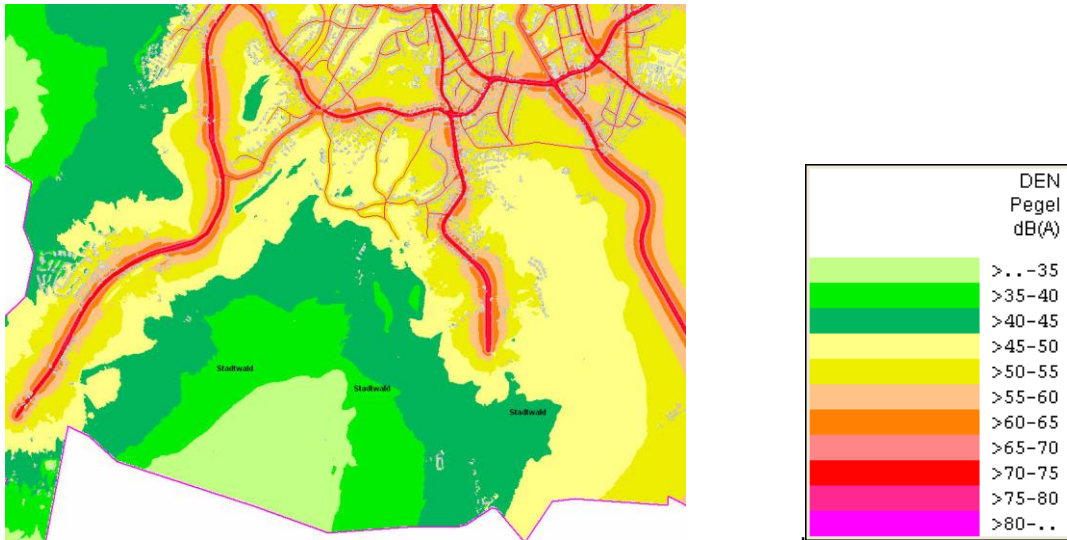 Stadtwald
Stadtwald
Stadtwald
DEN
Pegel
dB(A)
>..-35
>35-40
>40-45
>45-50
>50-55
>55-60
>60-65
>65-70
>70-75
>75-80
>80-..